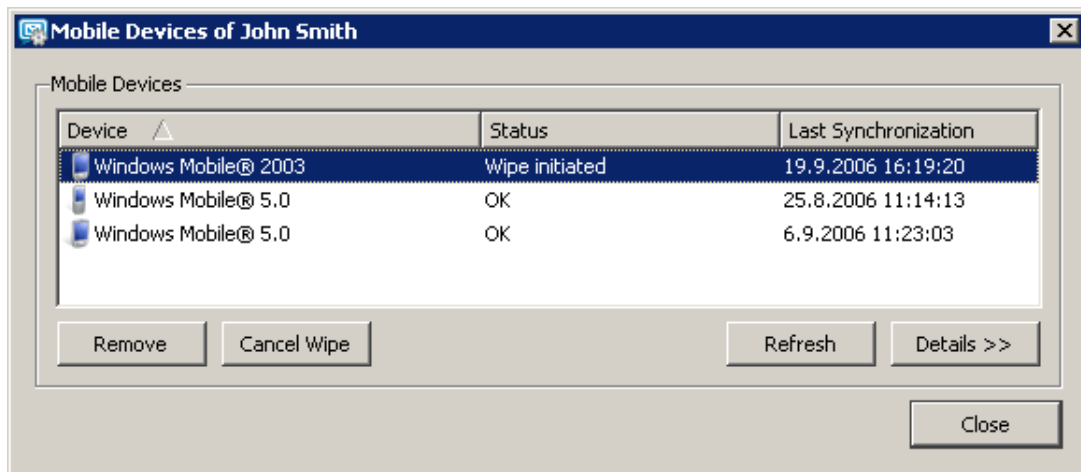 Mobile Devices of John Smith
Mobile Devices
Device Status Last Synchronization
Windows Mobile® 2003 Wipe initiated 19.9.2006 16:19:20
Windows Mobile® 5.0 OK 25.8.2006 11:14:13
Windows Mobile® 5.0 OK 6.9.2006 11:23:03
Remove Cancel Wipe Refresh Details >>
Close